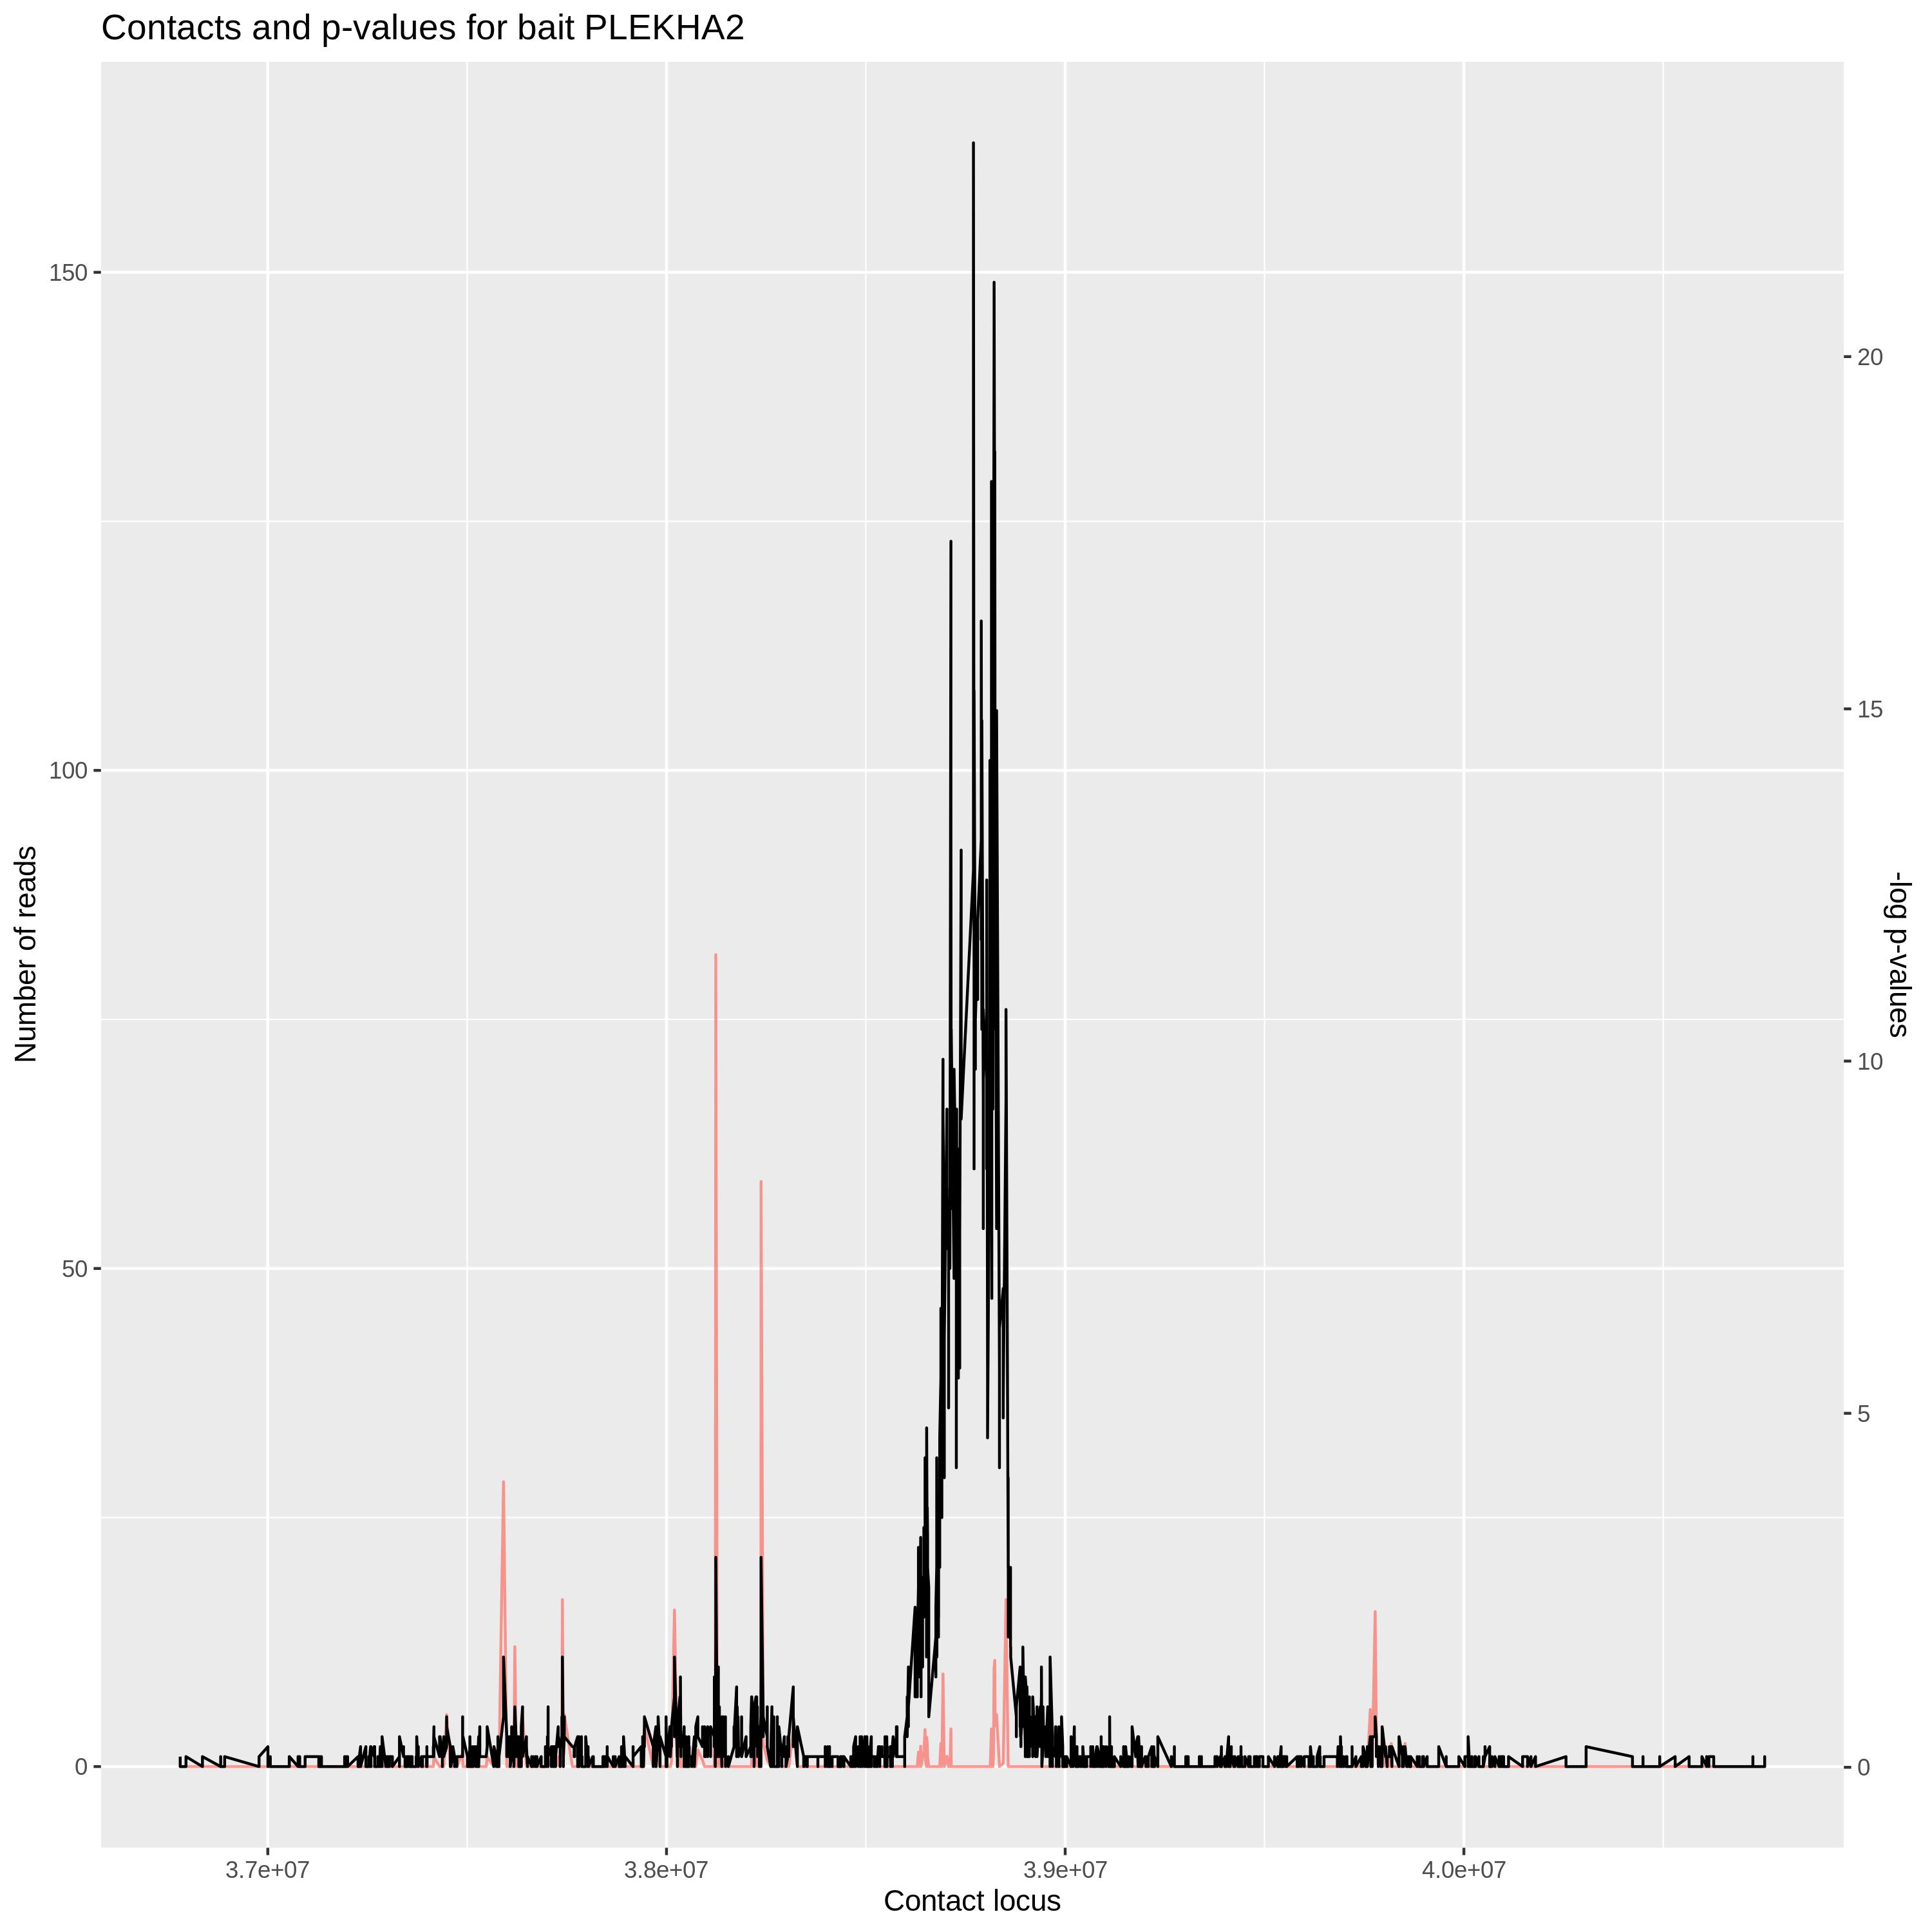 Contacts and p-values for bait PLEKHA2
150
100
50
0
Number of reads
20
15
10
5
0
-log p-values
3.7e+07
3.8e+07
3.9e+07
4.0e+07
Contact locus